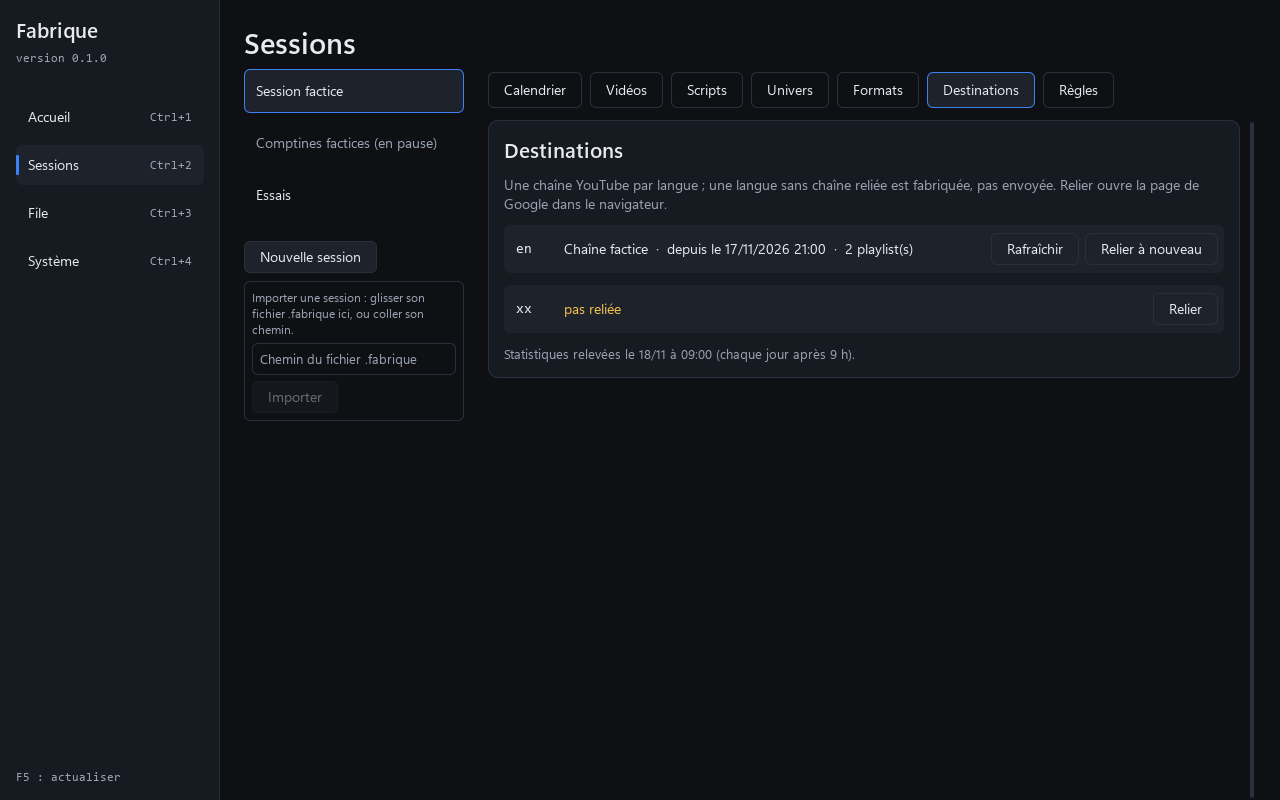 Fabrique
version 0.1.0
Accueil Ctrl+1
Sessions Ctrl+2
File Ctrl+3
Système Ctrl+4
F5 : actualiser
Sessions
Session factice
Comptines factices (en pause)
Essais
Nouvelle session
Importer une session : glisser son
fichier .fabrique ici, ou coller son
chemin.
Chemin du fichier .fabrique
Importer
Calendrier Vidéos Scripts Univers Formats Destinations Règles
Destinations
Une chaîne YouTube par langue ; une langue sans chaîne reliée est fabriquée, pas envoyée. Relier ouvre la page de
Google dans le navigateur.
en Chaîne factice · depuis le 17/11/2026 21:00 · 2 playlist(s) Rafraîchir Relier à nouveau
xx pas reliée Relier
Statistiques relevées le 18/11 à 09:00 (chaque jour après 9 h).